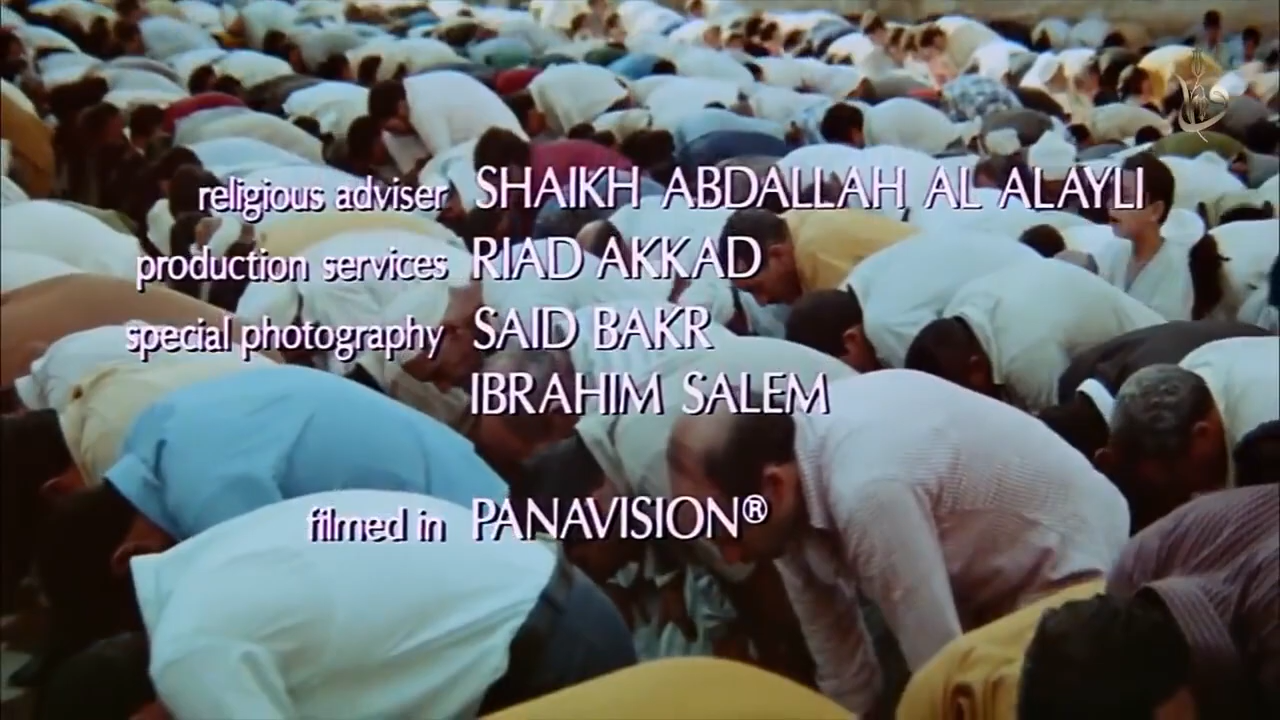 religious adviser SHAIKH ABDALLAH AL ALAYLI
production services RIAD AKKAD
special photography SAID BAKR
IBRAHIM SALEM
filmed in PANAVISION®